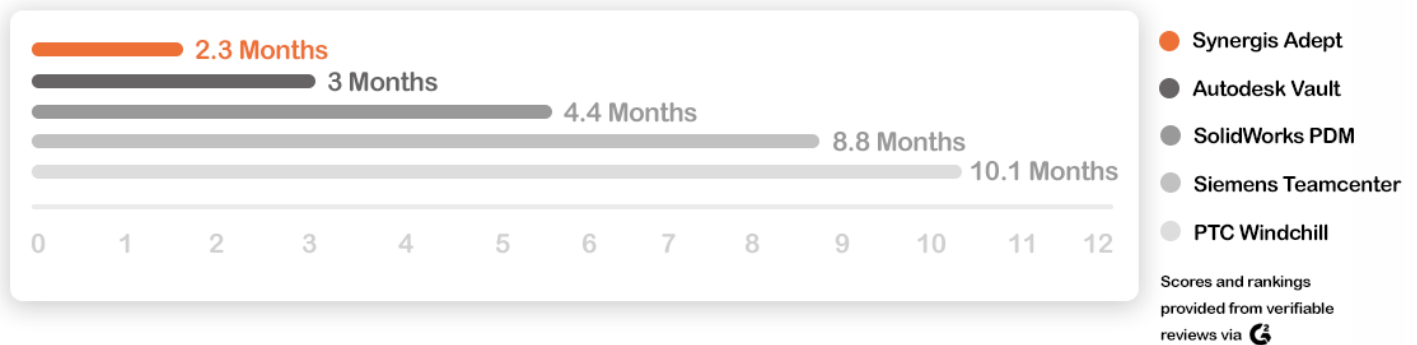 2.3 Months
3 Months
4.4 Months
8.8 Months
10.1 Months
0 1 2 3 4 5 6 7 8 9 10 11 12
Synergis Adept
Autodesk Vault
SolidWorks PDM
Siemens Teamcenter
PTC Windchill
Scores and rankings
provided from verifiable
reviews via G2